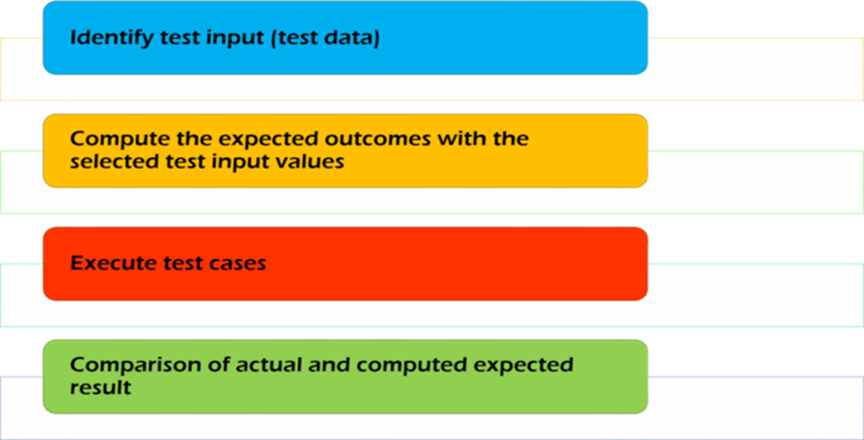 Identify test input (test data)
Compute the expected outcomes with the
selected test input values
Execute test cases
Comparison of actual and computed expected
result